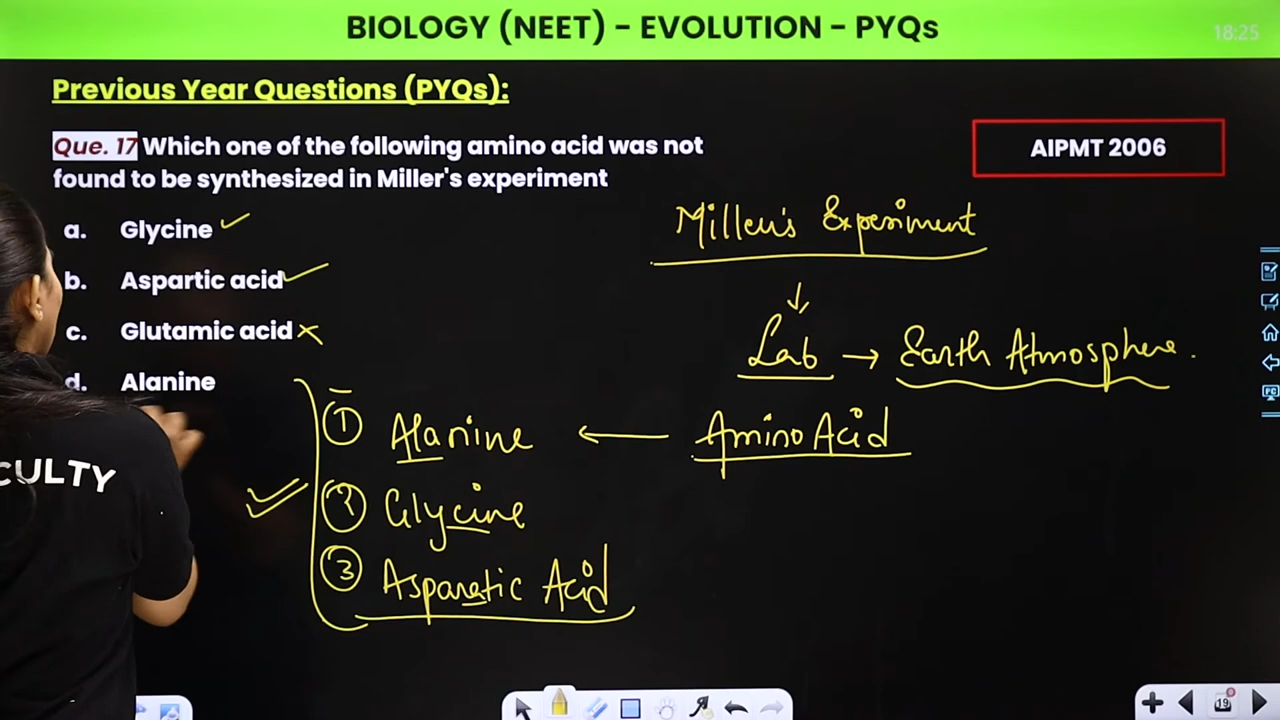 BIOLOGY (NEET) - EVOLUTION - PYQs
18:25
Previous Year Questions (PYQs):
Que. 17 Which one of the following amino acid was not
found to be synthesized in Miller's experiment
AIPMT 2006
a. Glycine
b. Aspartic acid
c. Glutamic acid
d. Alanine
Miller's Experiment
Lab → Earth Atmosphere.
Amino Acid
① Alanine
② Glycine
③ Asparatic Acid
CULTY
19